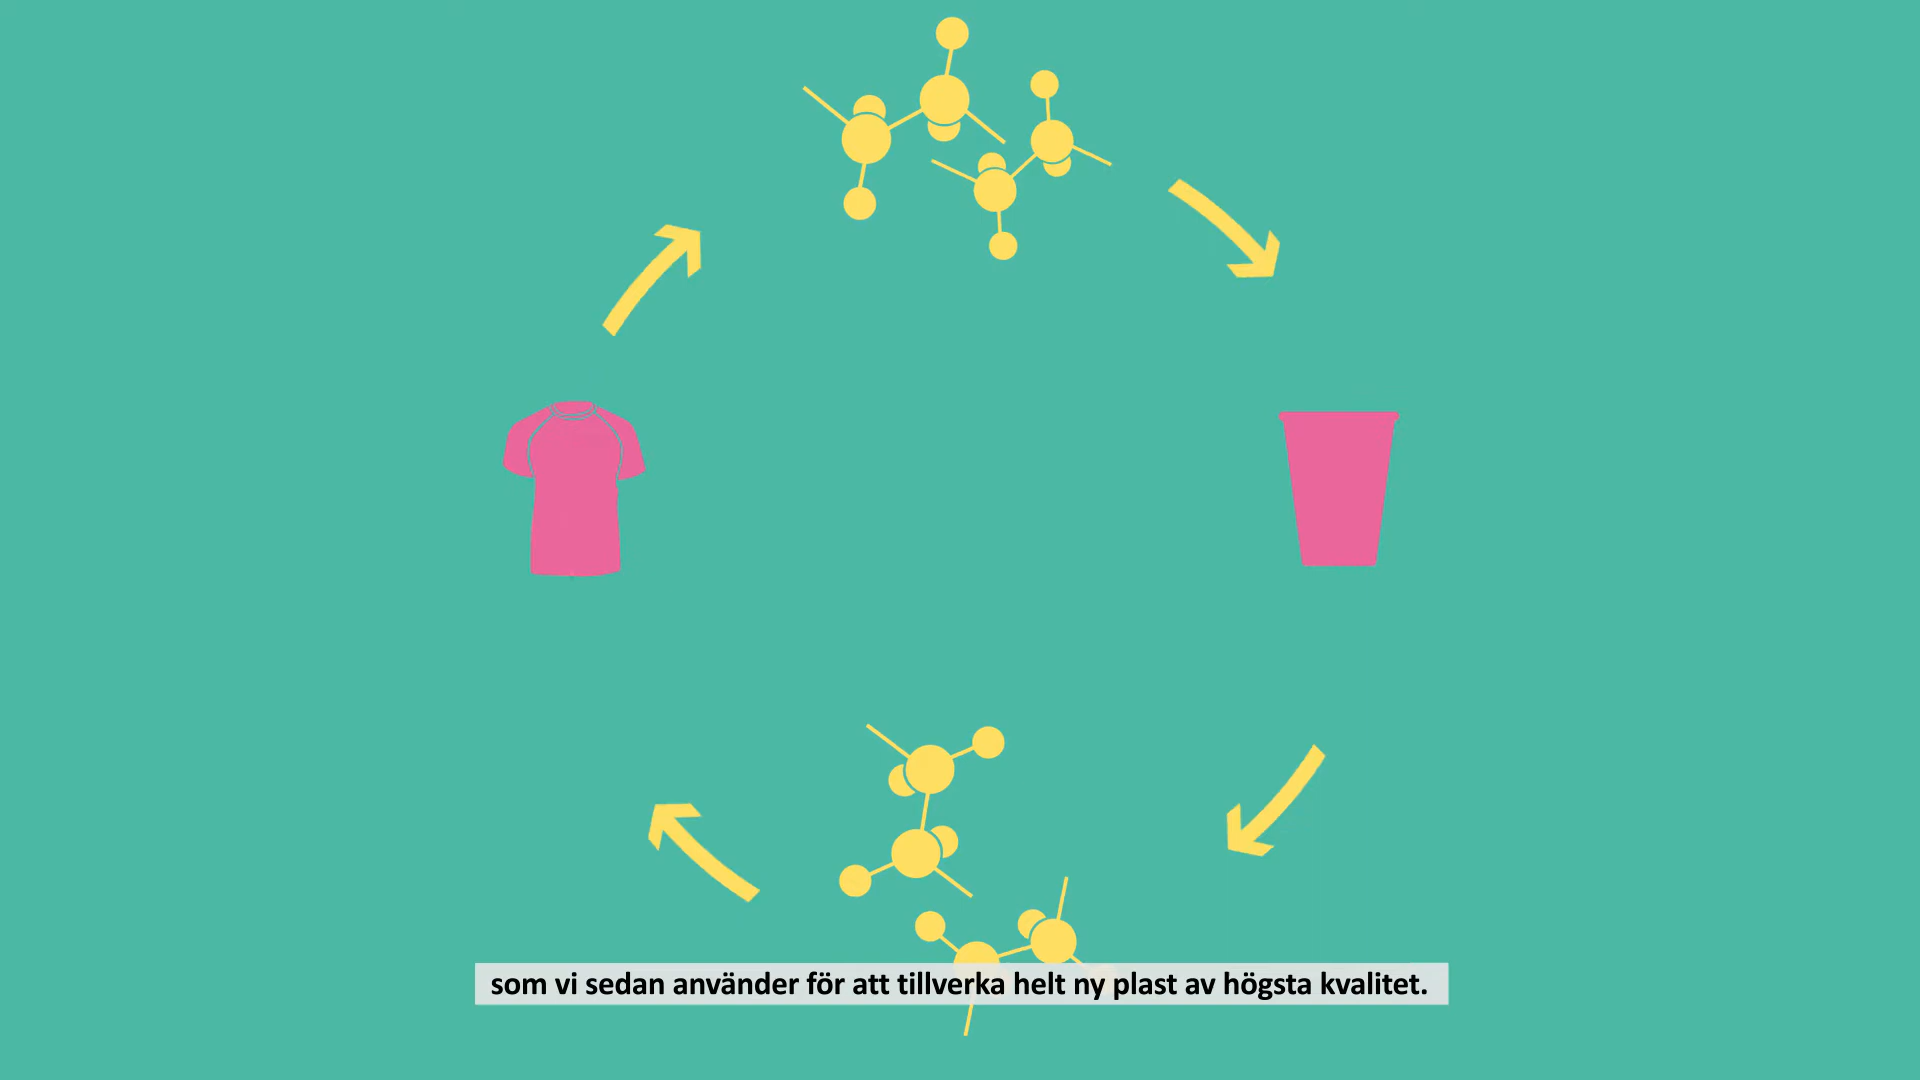 som vi sedan använder för att tillverka helt ny plast av högsta kvalitet.